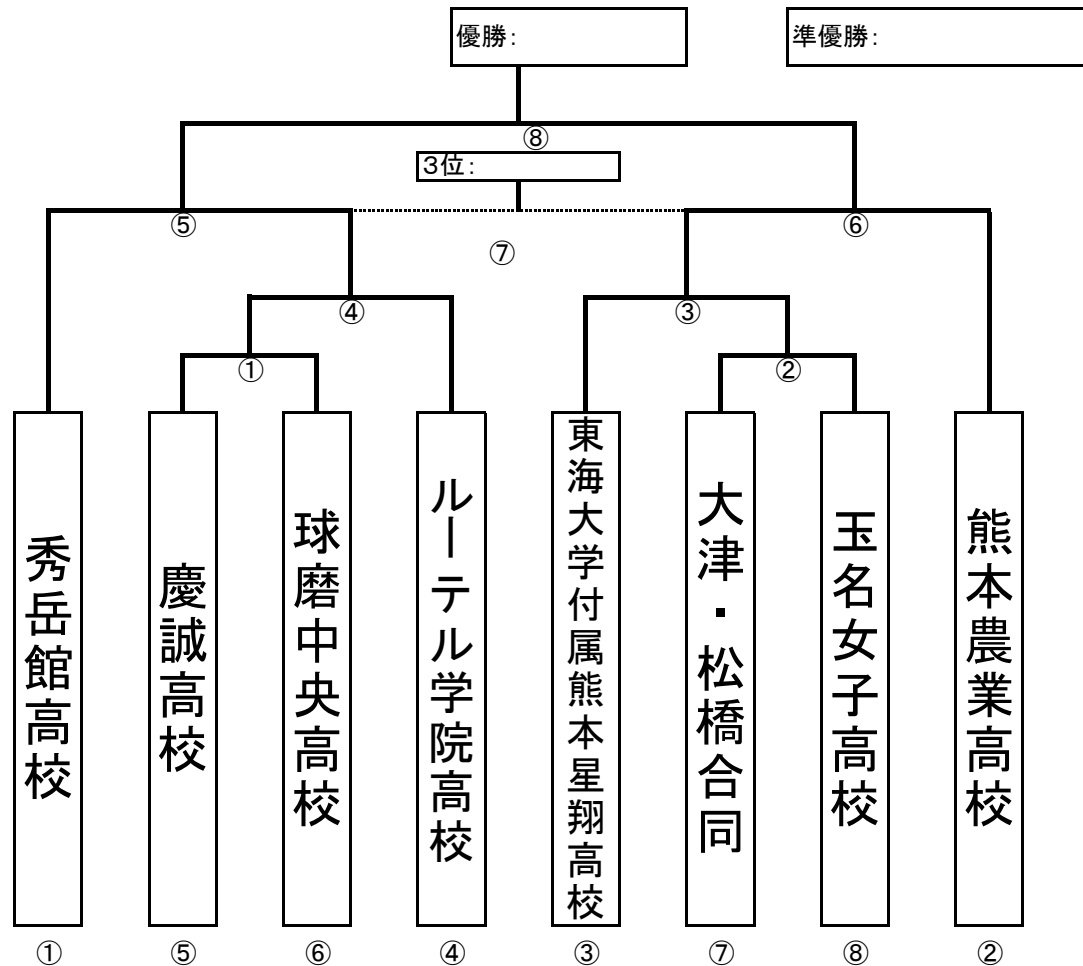 優勝：
準優勝：
⑧
3位：
⑤
⑥
⑦
④
③
①
②
秀岳館高校
慶誠高校
球磨中央高校
ルーテル学院高校
東海大学付属熊本星翔高校
大津・松橋合同
玉名女子高校
熊本農業高校
①
⑤
⑥
④
③
⑦
⑧
②